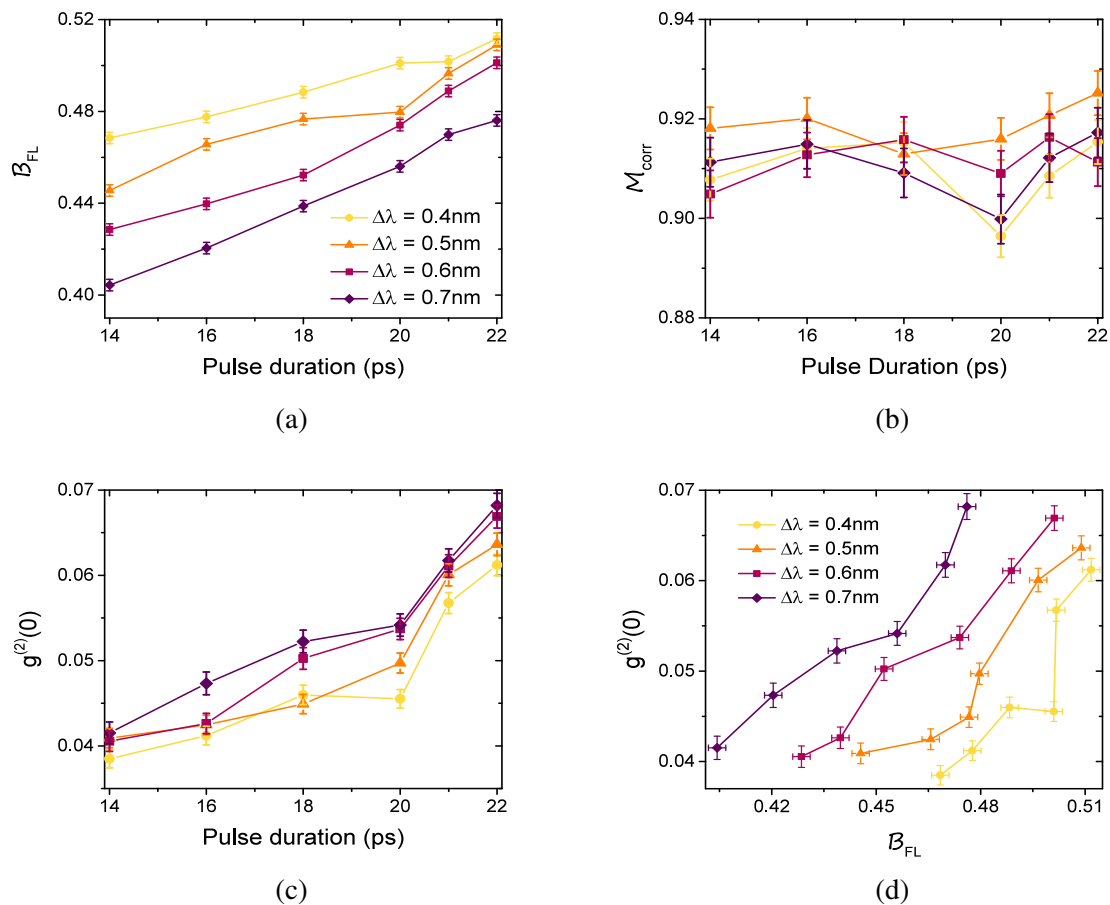 0.52
0.48
0.44
0.40
B_FL
Δλ = 0.4nm
Δλ = 0.5nm
Δλ = 0.6nm
Δλ = 0.7nm
14 16 18 20 22
Pulse duration (ps)
(a)
0.94
0.92
0.90
0.88
M_corr
14 16 18 20 22
Pulse Duration (ps)
(b)
0.07
0.06
0.05
0.04
g^(2)(0)
14 16 18 20 22
Pulse duration (ps)
(c)
0.07
0.06
0.05
0.04
g^(2)(0)
Δλ = 0.4nm
Δλ = 0.5nm
Δλ = 0.6nm
Δλ = 0.7nm
0.42 0.45 0.48 0.51
B_FL
(d)